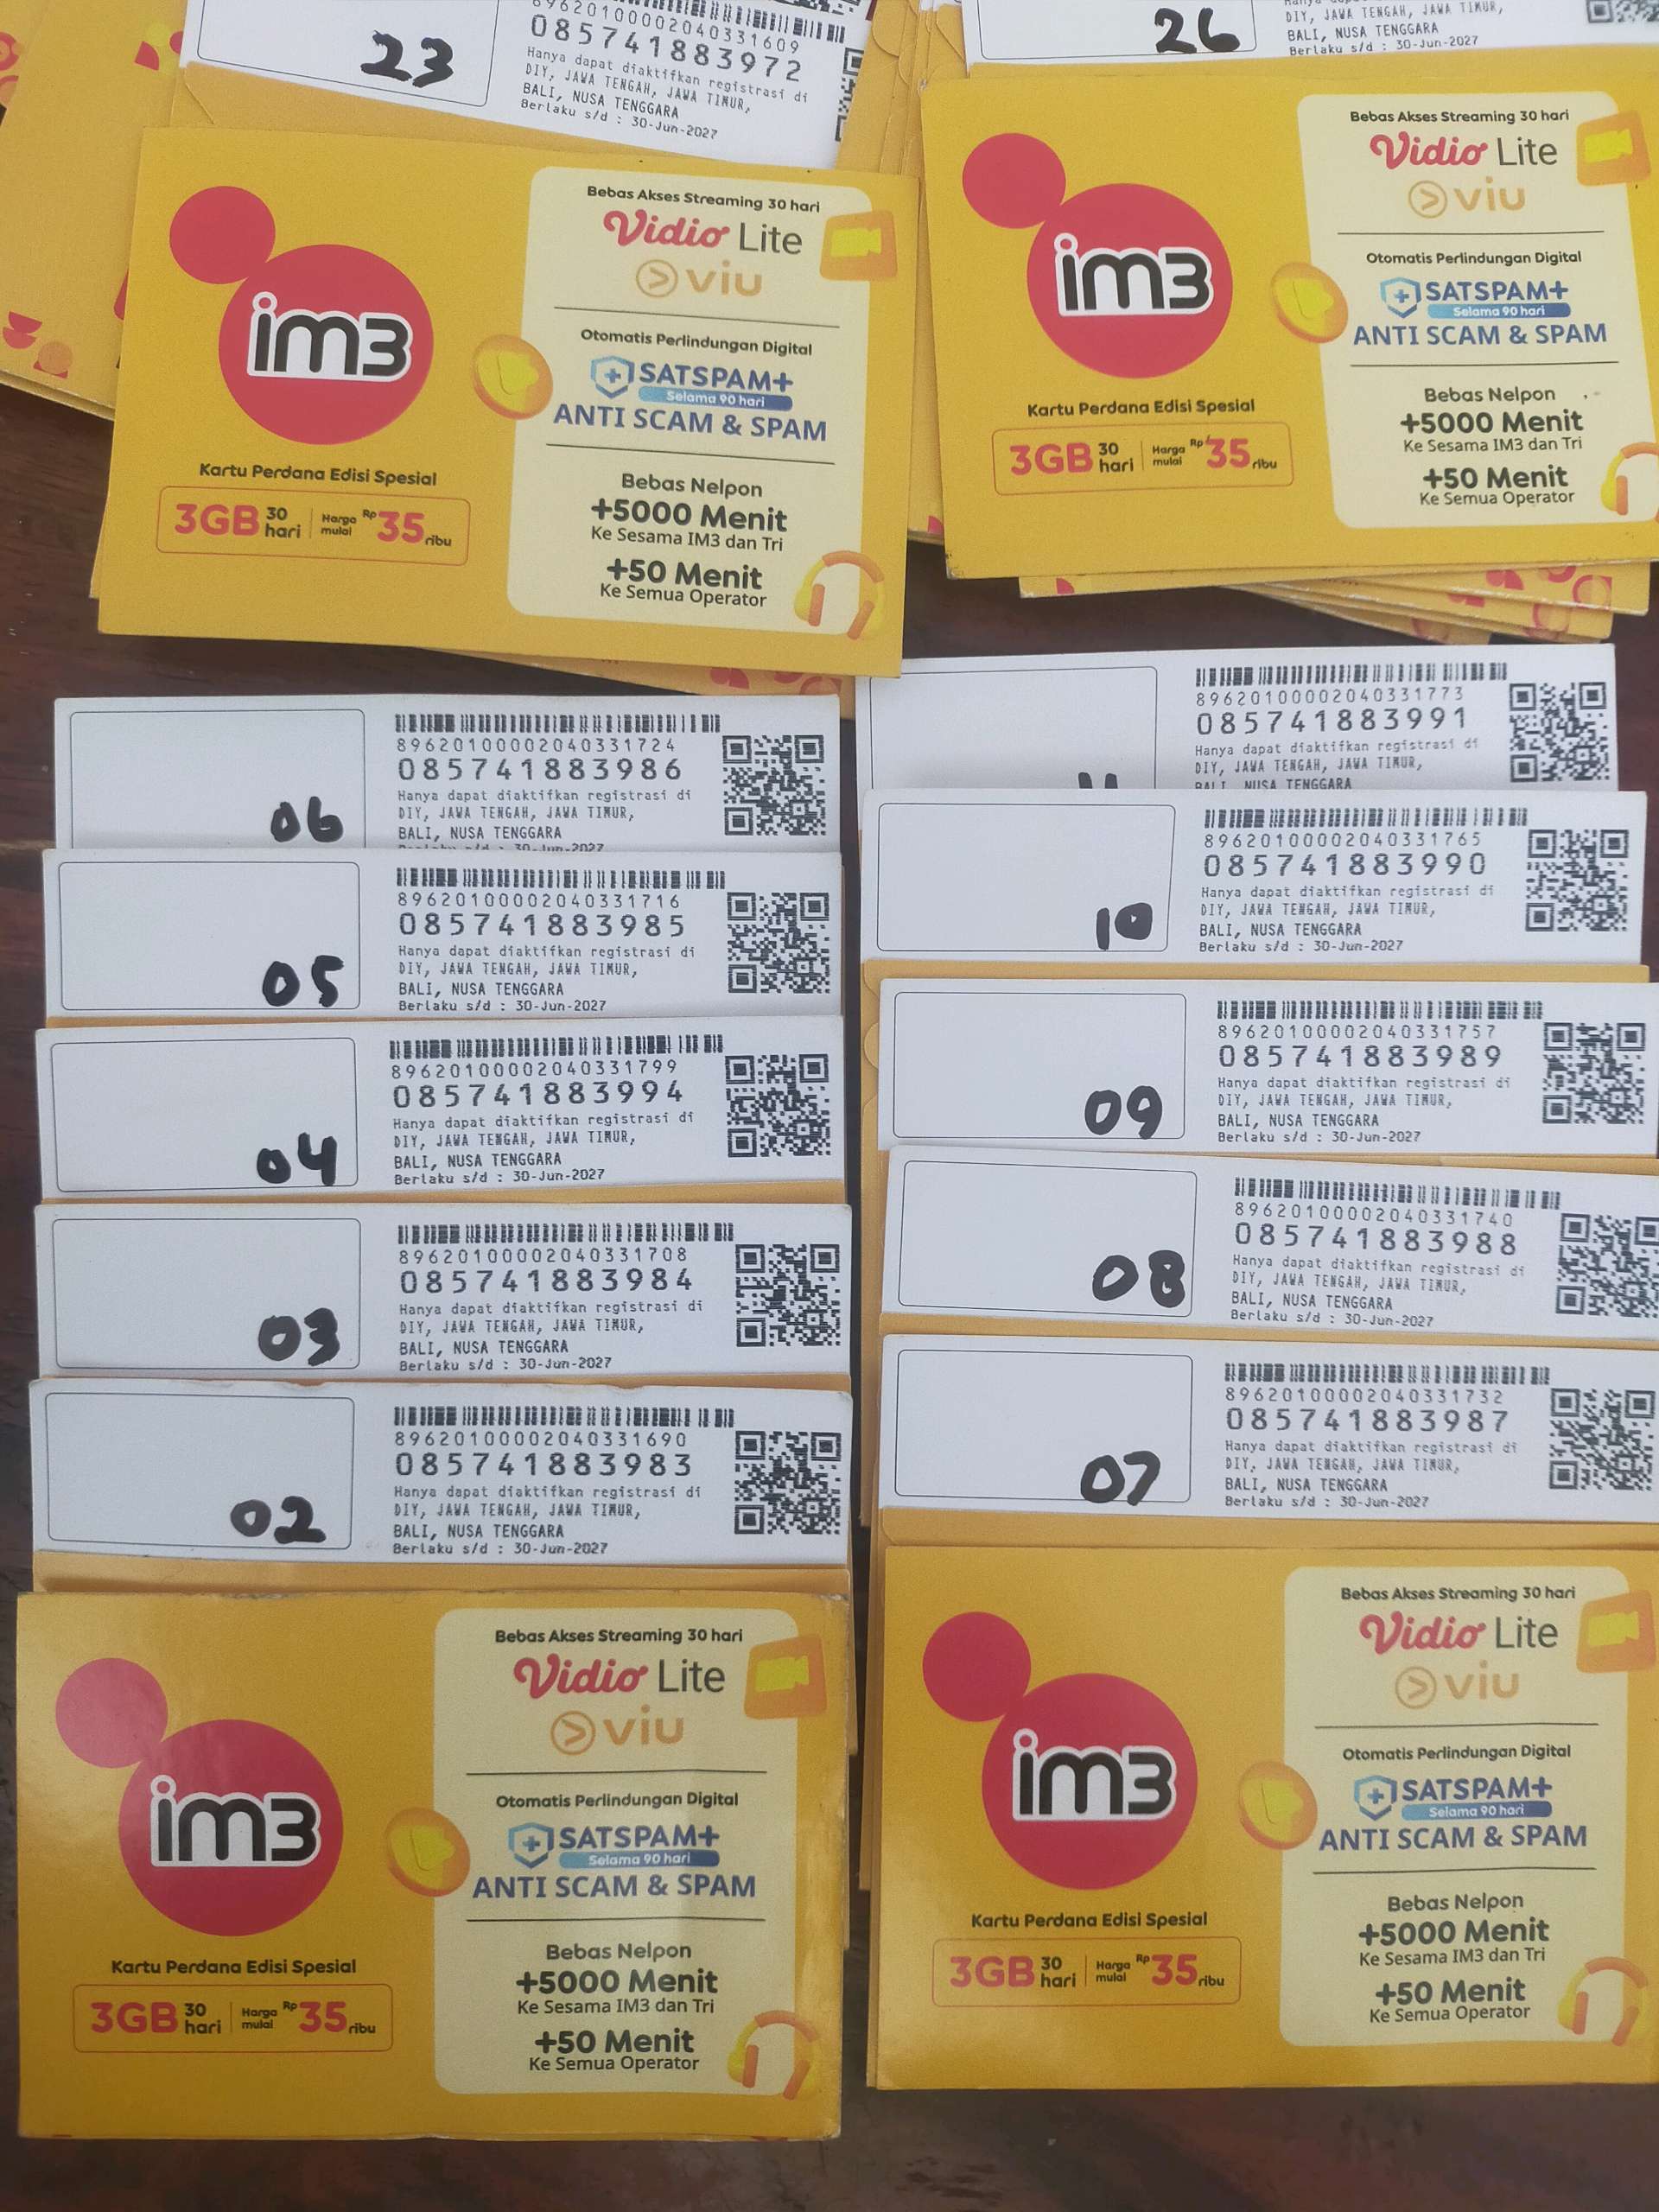 23
89620100002040331609
085741883972
Hanya dapat diaktifkan registrasi di
DIY, JAWA TENGAH, JAWA TIMUR,
BALI, NUSA TENGGARA
Berlaku s/d : 30-Jun-2027
26
DIY, JAWA TENGAH, JAWA TIMUR,
BALI, NUSA TENGGARA
Berlaku s/d : 30-Jun-2027
im3
Kartu Perdana Edisi Spesial
3GB 30 hari Harga mulai Rp 35 ribu
Bebas Akses Streaming 30 hari
Vidio Lite
viu
Otomatis Perlindungan Digital
SATSPAM+
Selama 90 hari
ANTI SCAM & SPAM
Bebas Nelpon
+5000 Menit
Ke Sesama IM3 dan Tri
+50 Menit
Ke Semua Operator
im3
Kartu Perdana Edisi Spesial
3GB 30 hari Harga mulai Rp 35 ribu
Bebas Akses Streaming 30 hari
Vidio Lite
viu
Otomatis Perlindungan Digital
SATSPAM+
Selama 90 hari
ANTI SCAM & SPAM
Bebas Nelpon
+5000 Menit
Ke Sesama IM3 dan Tri
+50 Menit
Ke Semua Operator
06
89620100002040331724
085741883986
Hanya dapat diaktifkan registrasi di
DIY, JAWA TENGAH, JAWA TIMUR,
BALI, NUSA TENGGARA
Berlaku s/d : 30-Jun-2027
05
89620100002040331716
085741883985
Hanya dapat diaktifkan registrasi di
DIY, JAWA TENGAH, JAWA TIMUR,
BALI, NUSA TENGGARA
Berlaku s/d : 30-Jun-2027
04
89620100002040331799
085741883994
Hanya dapat diaktifkan registrasi di
DIY, JAWA TENGAH, JAWA TIMUR,
BALI, NUSA TENGGARA
Berlaku s/d : 30-Jun-2027
03
89620100002040331708
085741883984
Hanya dapat diaktifkan registrasi di
DIY, JAWA TENGAH, JAWA TIMUR,
BALI, NUSA TENGGARA
Berlaku s/d : 30-Jun-2027
02
89620100002040331690
085741883983
Hanya dapat diaktifkan registrasi di
DIY, JAWA TENGAH, JAWA TIMUR,
BALI, NUSA TENGGARA
Berlaku s/d : 30-Jun-2027
im3
Kartu Perdana Edisi Spesial
3GB 30 hari Harga mulai Rp 35 ribu
Bebas Akses Streaming 30 hari
Vidio Lite
viu
Otomatis Perlindungan Digital
SATSPAM+
Selama 90 hari
ANTI SCAM & SPAM
Bebas Nelpon
+5000 Menit
Ke Sesama IM3 dan Tri
+50 Menit
Ke Semua Operator
89620100002040331773
085741883991
Hanya dapat diaktifkan registrasi di
DIY, JAWA TENGAH, JAWA TIMUR,
BALI, NUSA TENGGARA
10
89620100002040331765
085741883990
Hanya dapat diaktifkan registrasi di
DIY, JAWA TENGAH, JAWA TIMUR,
BALI, NUSA TENGGARA
Berlaku s/d : 30-Jun-2027
09
89620100002040331757
085741883989
Hanya dapat diaktifkan registrasi di
DIY, JAWA TENGAH, JAWA TIMUR,
BALI, NUSA TENGGARA
Berlaku s/d : 30-Jun-2027
08
89620100002040331740
085741883988
Hanya dapat diaktifkan registrasi di
DIY, JAWA TENGAH, JAWA TIMUR,
BALI, NUSA TENGGARA
Berlaku s/d : 30-Jun-2027
07
89620100002040331732
085741883987
Hanya dapat diaktifkan registrasi di
DIY, JAWA TENGAH, JAWA TIMUR,
BALI, NUSA TENGGARA
Berlaku s/d : 30-Jun-2027
im3
Kartu Perdana Edisi Spesial
3GB 30 hari Harga mulai Rp 35 ribu
Bebas Akses Streaming 30 hari
Vidio Lite
viu
Otomatis Perlindungan Digital
SATSPAM+
Selama 90 hari
ANTI SCAM & SPAM
Bebas Nelpon
+5000 Menit
Ke Sesama IM3 dan Tri
+50 Menit
Ke Semua Operator